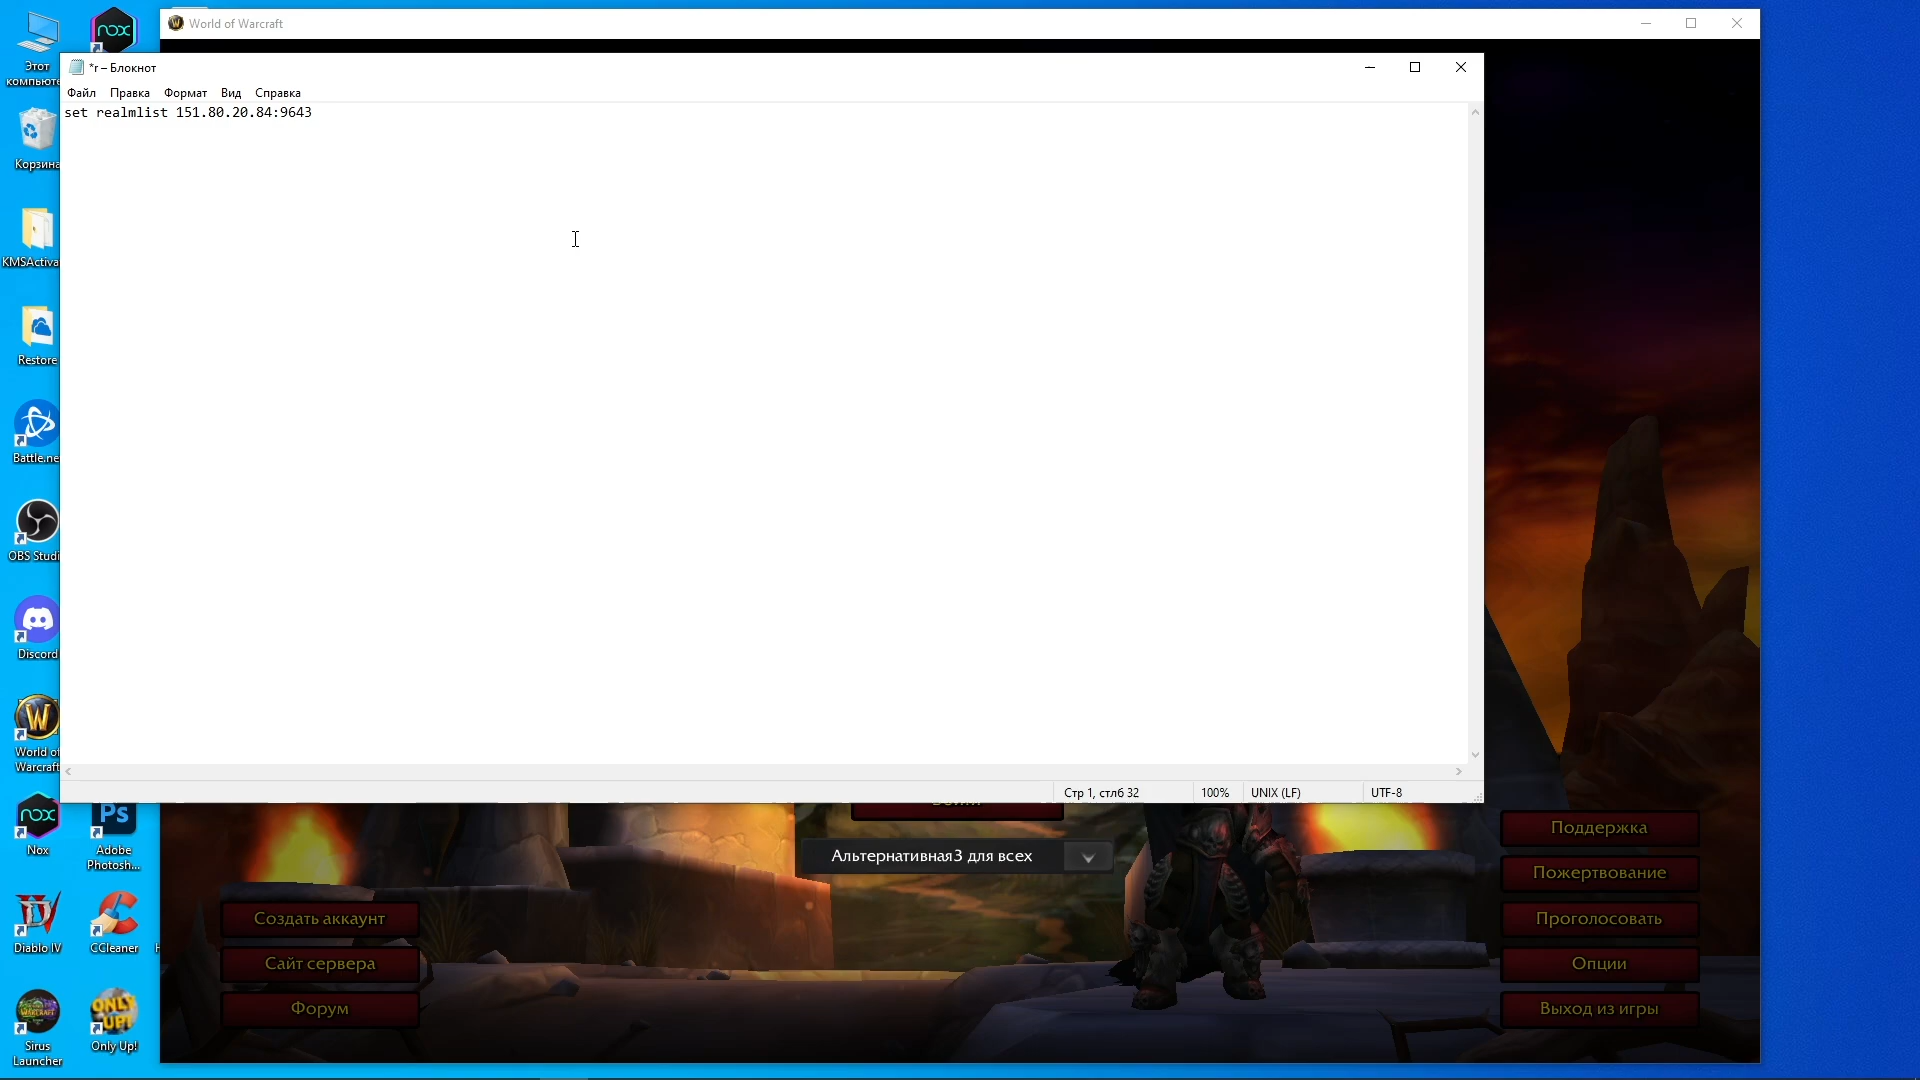 World of Warcraft
*r – Блокнот
Файл Правка Формат Вид Справка
set realmlist 151.80.20.84:9643
Этот
компьюте
Корзина
KMSActiva
Restore
Battle.ne
OBS Studi
Discord
World of
Warcraft
Nox
Adobe
Photosh...
Diablo IV
CCleaner
Sirus
Launcher
Only Up!
Стр 1, стлб 32
100%
UNIX (LF)
UTF-8
Альтернативная3 для всех
Создать аккаунт
Сайт сервера
Форум
Поддержка
Пожертвование
Проголосовать
Опции
Выход из игры